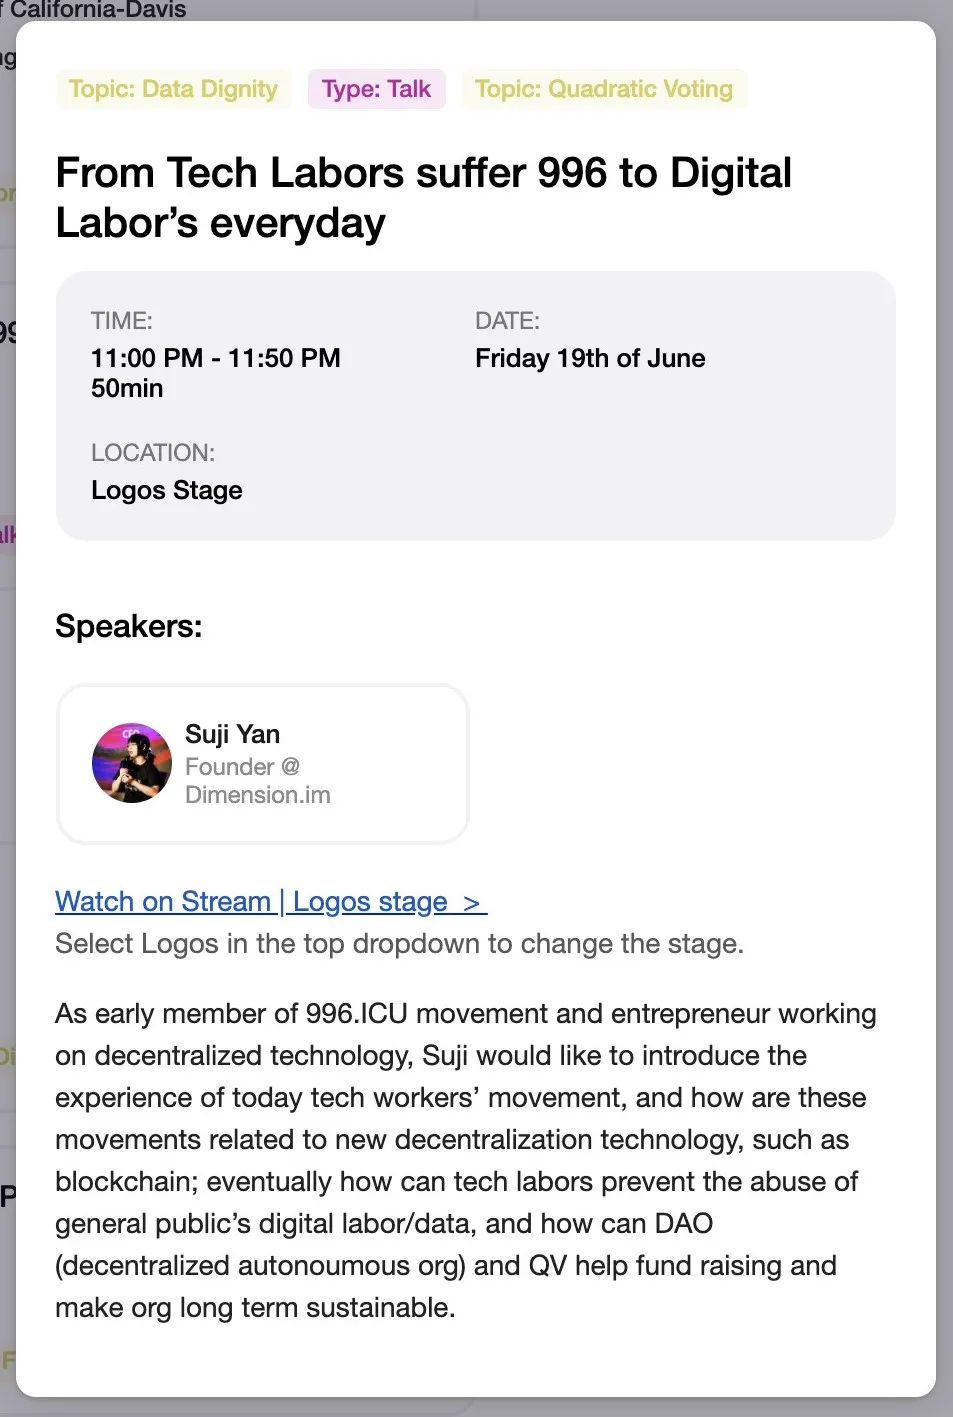 f California-Davis
Topic: Data Dignity
Type: Talk
Topic: Quadratic Voting
From Tech Labors suffer 996 to Digital
Labor’s everyday
TIME:
11:00 PM - 11:50 PM
50min
DATE:
Friday 19th of June
LOCATION:
Logos Stage
Speakers:
Suji Yan
Founder @
Dimension.im
Watch on Stream | Logos stage  >
Select Logos in the top dropdown to change the stage.
As early member of 996.ICU movement and entrepreneur working
on decentralized technology, Suji would like to introduce the
experience of today tech workers’ movement, and how are these
movements related to new decentralization technology, such as
blockchain; eventually how can tech labors prevent the abuse of
general public’s digital labor/data, and how can DAO
(decentralized autonoumous org) and QV help fund raising and
make org long term sustainable.